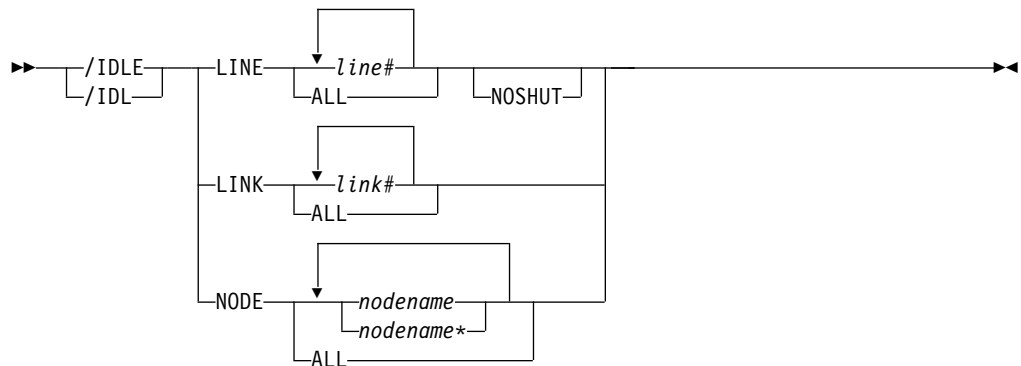 /IDLE LINE line#
/IDL ALL NOSHUT
LINK link#
ALL
NODE nodename
nodename*
ALL